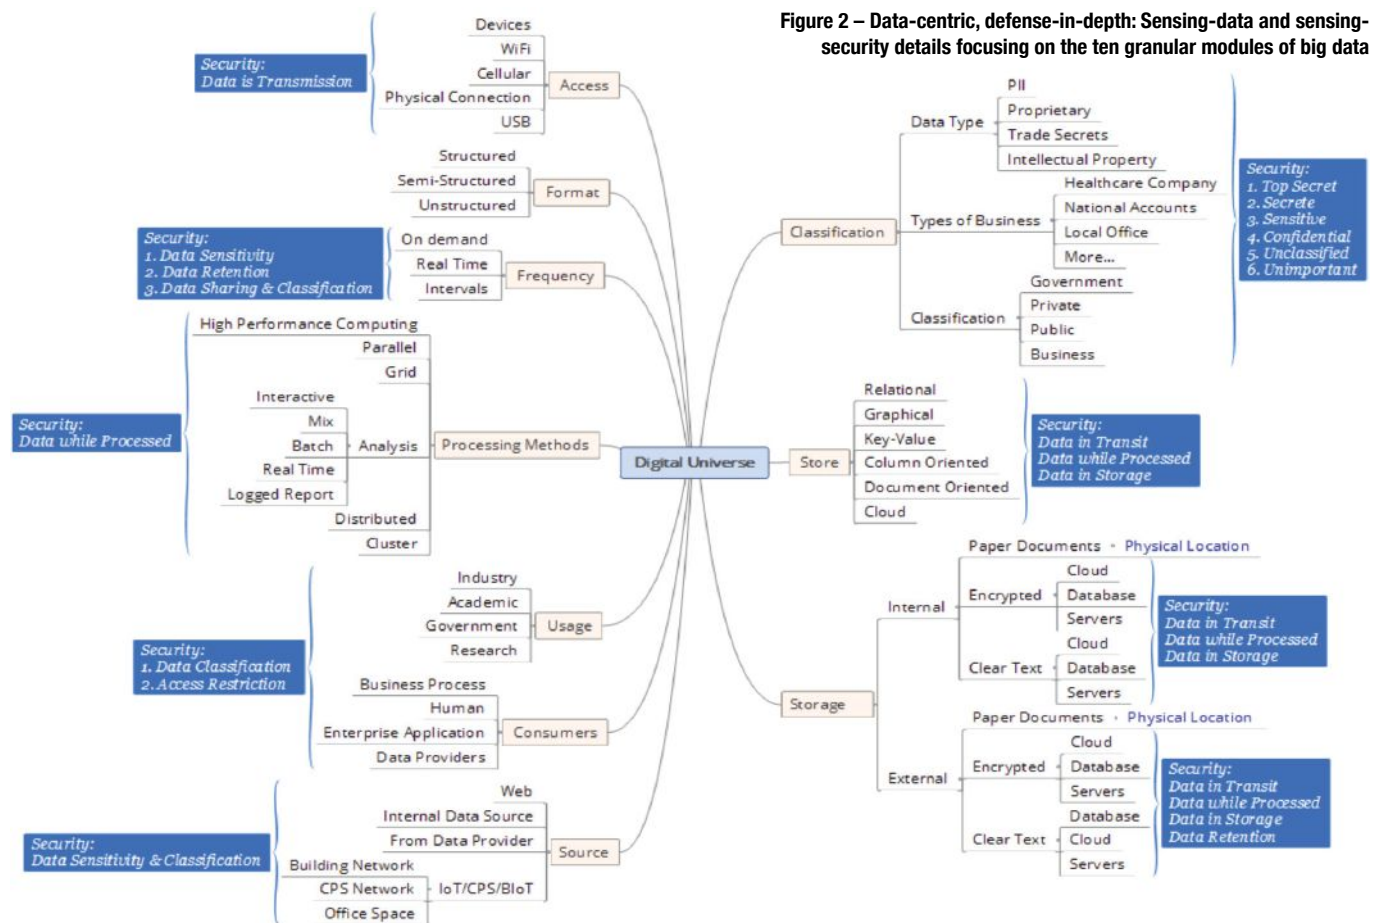 Figure 2 – Data-centric, defense-in-depth: Sensing-data and sensing-
security details focusing on the ten granular modules of big data
Digital Universe
Access
Devices
WiFi
Cellular
Physical Connection
USB
Security:
Data is Transmission
Format
Structured
Semi-Structured
Unstructured
Frequency
On demand
Real Time
Intervals
Security:
1. Data Sensitivity
2. Data Retention
3. Data Sharing & Classification
Processing Methods
High Performance Computing
Parallel
Grid
Analysis
Interactive
Mix
Batch
Real Time
Logged Report
Distributed
Cluster
Security:
Data while Processed
Usage
Industry
Academic
Government
Research
Consumers
Business Process
Human
Enterprise Application
Data Providers
Security:
1. Data Classification
2. Access Restriction
Source
Web
Internal Data Source
From Data Provider
IoT/CPS/BIoT
Building Network
CPS Network
Office Space
Security:
Data Sensitivity & Classification
Classification
Data Type
PII
Proprietary
Trade Secrets
Intellectual Property
Types of Business
Healthcare Company
National Accounts
Local Office
More...
Classification
Government
Private
Public
Business
Security:
1. Top Secret
2. Secrete
3. Sensitive
4. Confidential
5. Unclassified
6. Unimportant
Store
Relational
Graphical
Key-Value
Column Oriented
Document Oriented
Cloud
Security:
Data in Transit
Data while Processed
Data in Storage
Storage
Internal
Paper Documents
Physical Location
Encrypted
Cloud
Database
Servers
Clear Text
Cloud
Database
Servers
Security:
Data in Transit
Data while Processed
Data in Storage
External
Paper Documents
Physical Location
Encrypted
Cloud
Database
Servers
Clear Text
Database
Cloud
Servers
Security:
Data in Transit
Data while Processed
Data in Storage
Data Retention